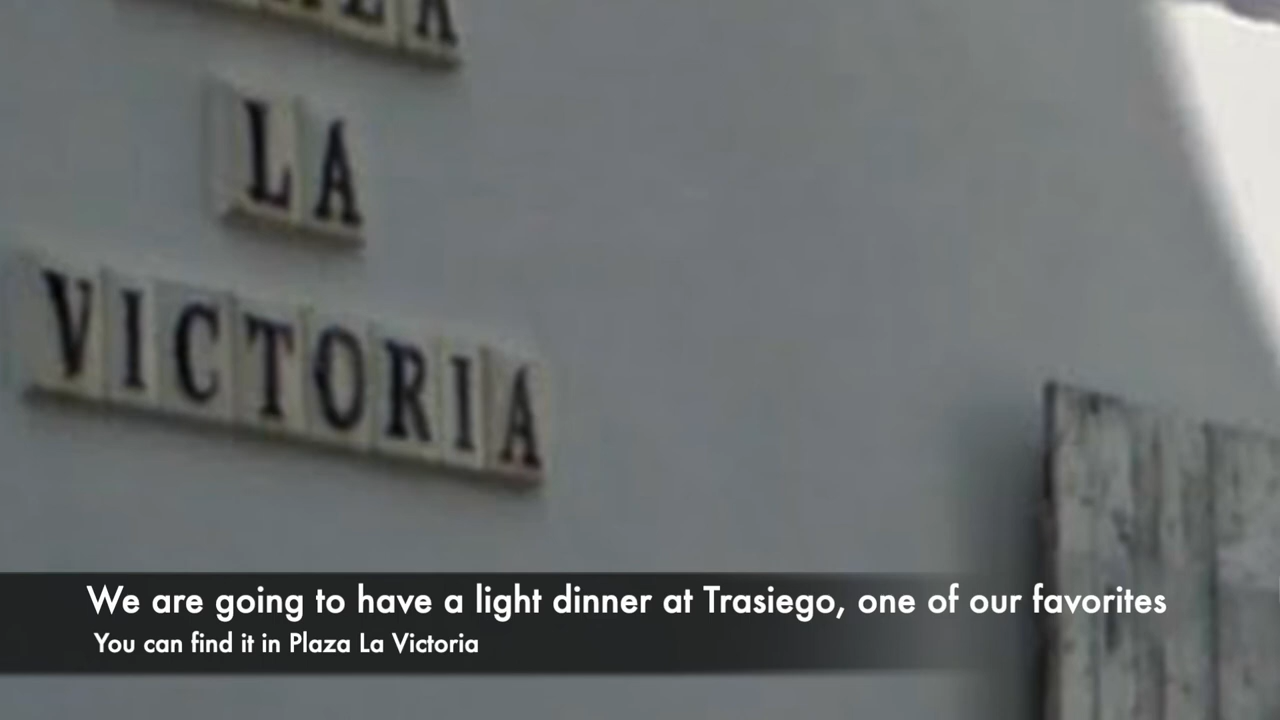 LA
VICTORIA
We are going to have a light dinner at Trasiego, one of our favorites
You can find it in Plaza La Victoria